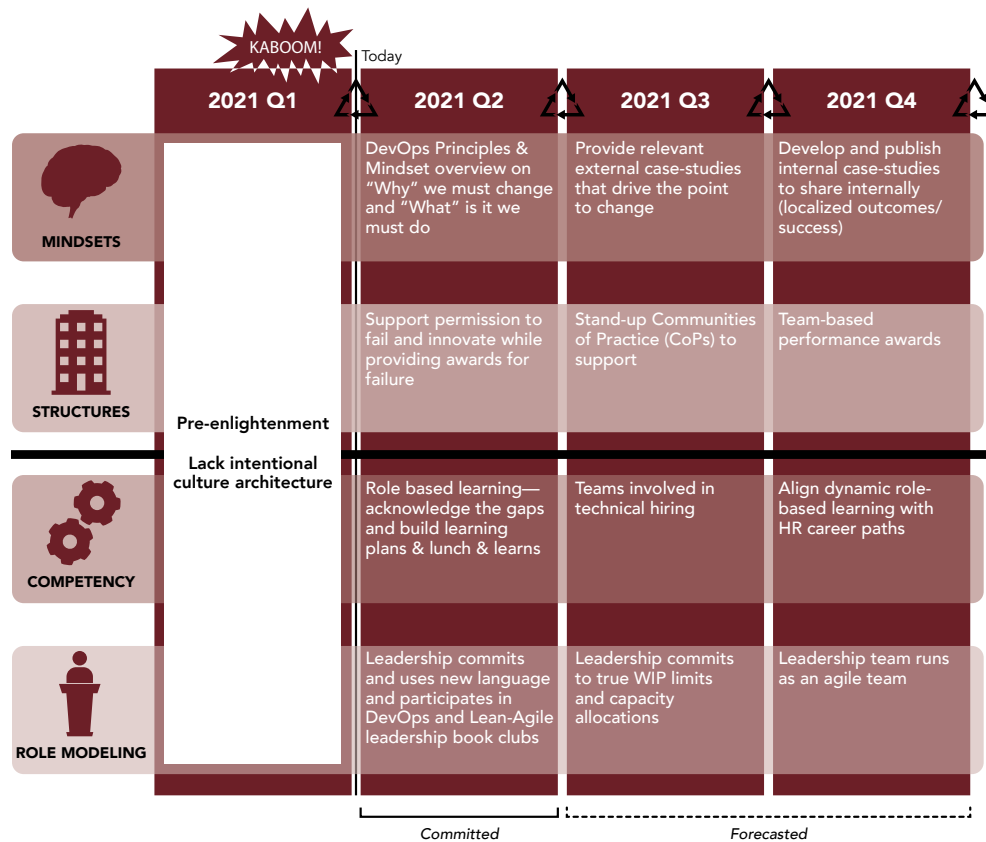 KABOOM!
Today
2021 Q1
2021 Q2
2021 Q3
2021 Q4
MINDSETS
DevOps Principles &
Mindset overview on
“Why” we must change
and “What” is it we
must do
Provide relevant
external case-studies
that drive the point
to change
Develop and publish
internal case-studies
to share internally
(localized outcomes/
success)
STRUCTURES
Support permission to
fail and innovate while
providing awards for
failure
Stand-up Communities
of Practice (CoPs) to
support
Team-based
performance awards
Pre-enlightenment
Lack intentional
culture architecture
COMPETENCY
Role based learning—
acknowledge the gaps
and build learning
plans & lunch & learns
Teams involved in
technical hiring
Align dynamic role-
based learning with
HR career paths
ROLE MODELING
Leadership commits
and uses new language
and participates in
DevOps and Lean-Agile
leadership book clubs
Leadership commits
to true WIP limits
and capacity
allocations
Leadership team runs
as an agile team
Committed
Forecasted